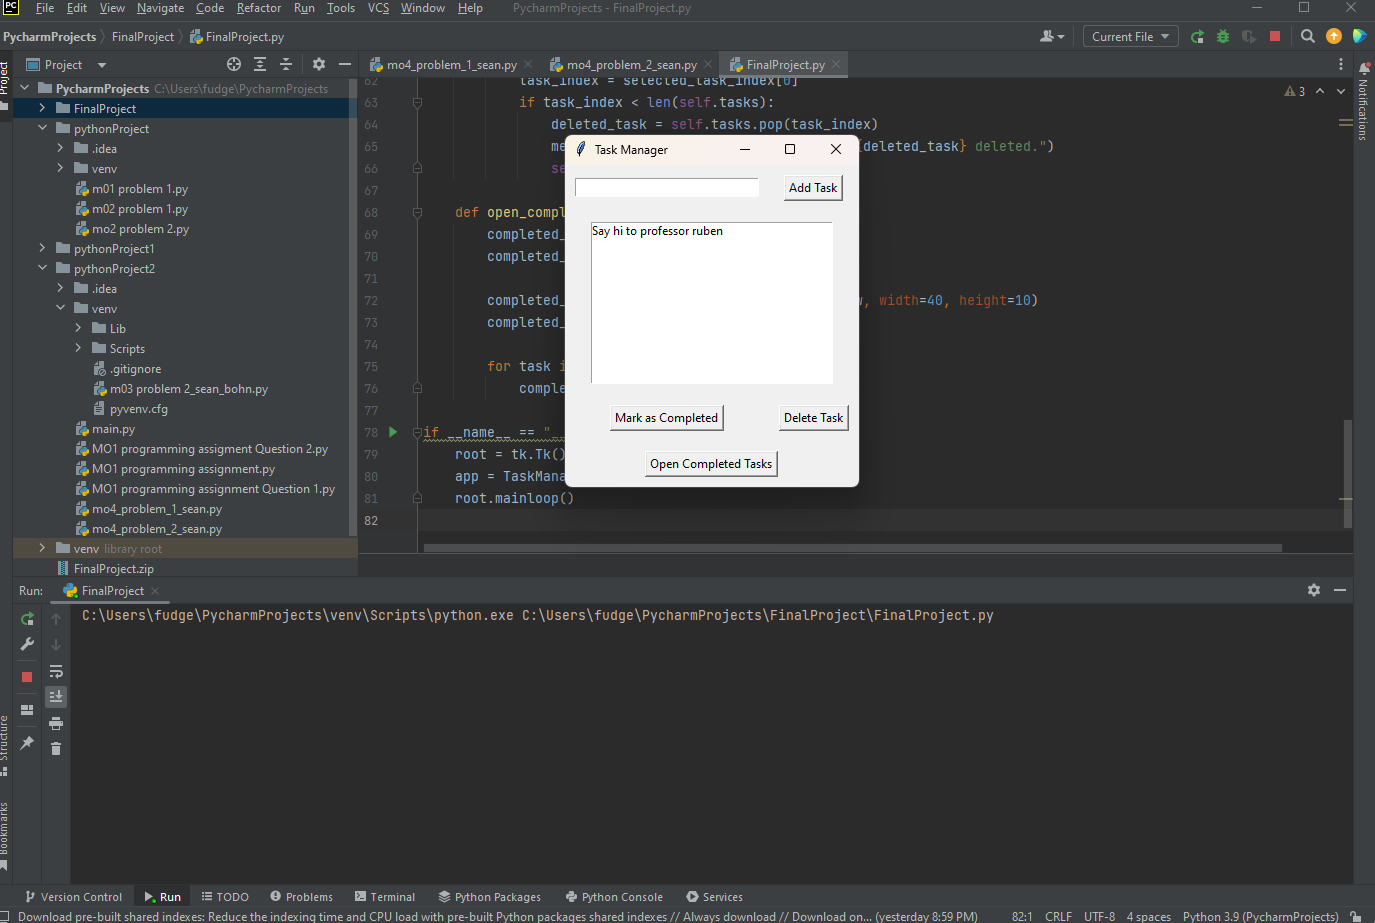 PC File Edit View Navigate Code Refactor Run Tools VCS Window Help PycharmProjects - FinalProject.py
PycharmProjects FinalProject FinalProject.py Current File
Project
Project
mo4_problem_1_sean.py mo4_problem_2_sean.py FinalProject.py
Notifications
PycharmProjects C:\Users\fudge\PycharmProjects
FinalProject
pythonProject
.idea
venv
m01 problem 1.py
m02 problem 1.py
mo2 problem 2.py
pythonProject1
pythonProject2
.idea
venv
Lib
Scripts
.gitignore
m03 problem 2_sean_bohn.py
pyvenv.cfg
main.py
MO1 programming assigment Question 2.py
MO1 programming assignment.py
MO1 programming assignment Question 1.py
mo4_problem_1_sean.py
mo4_problem_2_sean.py
venv library root
FinalProject.zip
3
62 task_index = selected_task_index[0]
63 if task_index < len(self.tasks):
64 deleted_task = self.tasks.pop(task_index)
65 me {deleted_task} deleted.")
66 se
67
68 def open_compl
69 completed_
70 completed_
71
72 completed_ , width=40, height=10)
73 completed_
74
75 for task i
76 comple
77
78 if __name__ == "_
79 root = tk.Tk()
80 app = TaskMana
81 root.mainloop()
82
Task Manager
Add Task
Say hi to professor ruben
Mark as Completed Delete Task
Open Completed Tasks
Run: FinalProject
C:\Users\fudge\PycharmProjects\venv\Scripts\python.exe C:\Users\fudge\PycharmProjects\FinalProject\FinalProject.py
Structure
Bookmarks
Version Control Run TODO Problems Terminal Python Packages Python Console Services
Download pre-built shared indexes: Reduce the indexing time and CPU load with pre-built Python packages shared indexes // Always download // Download on... (yesterday 8:59 PM) 82:1 CRLF UTF-8 4 spaces Python 3.9 (PycharmProjects)